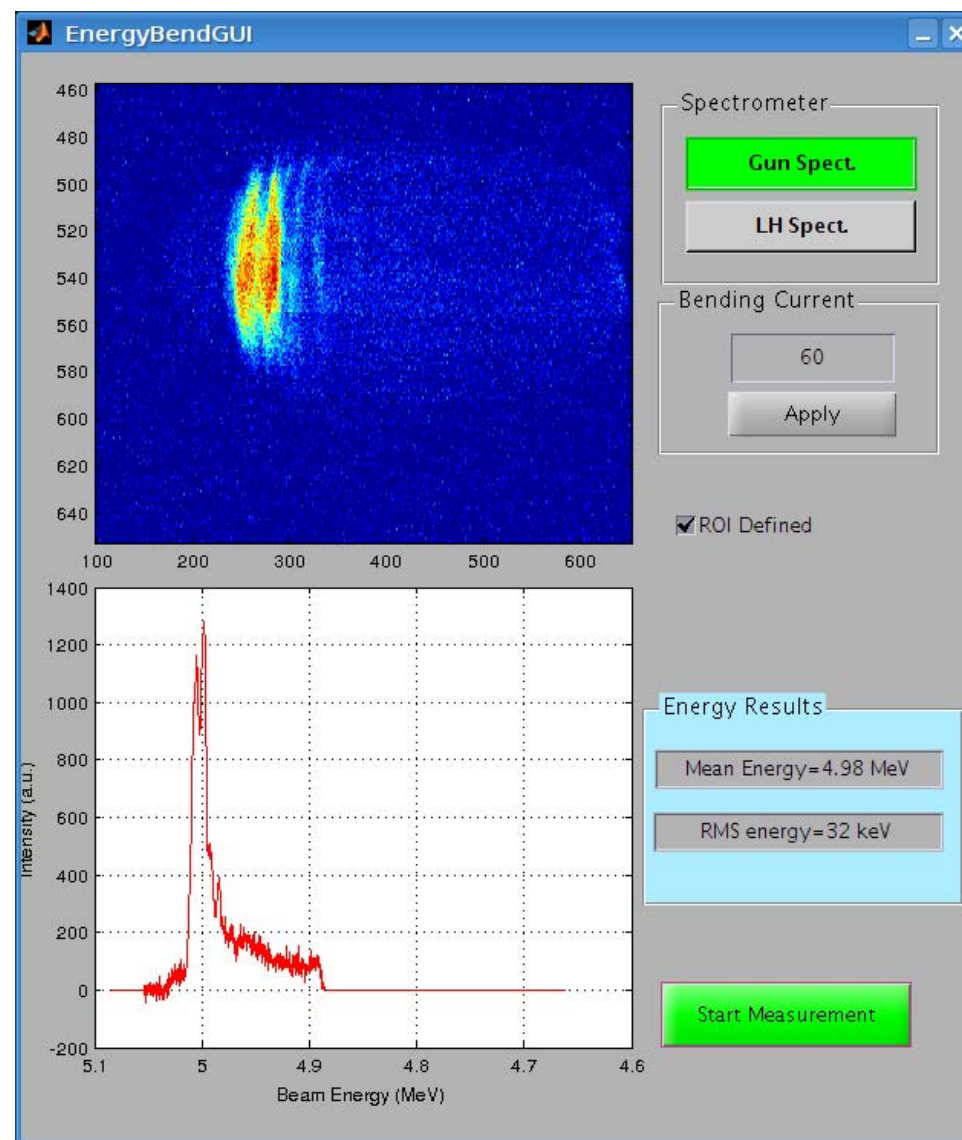 EnergyBendGUI
460
480
500
520
540
560
580
600
620
640
100 200 300 400 500 600
Spectrometer
Gun Spect.
LH Spect.
Bending Current
60
Apply
ROI Defined
1400
1200
1000
800
600
400
200
0
-200
5.1 5 4.9 4.8 4.7 4.6
Intensity (a.u.)
Beam Energy (MeV)
Energy Results
Mean Energy=4.98 MeV
RMS energy=32 keV
Start Measurement